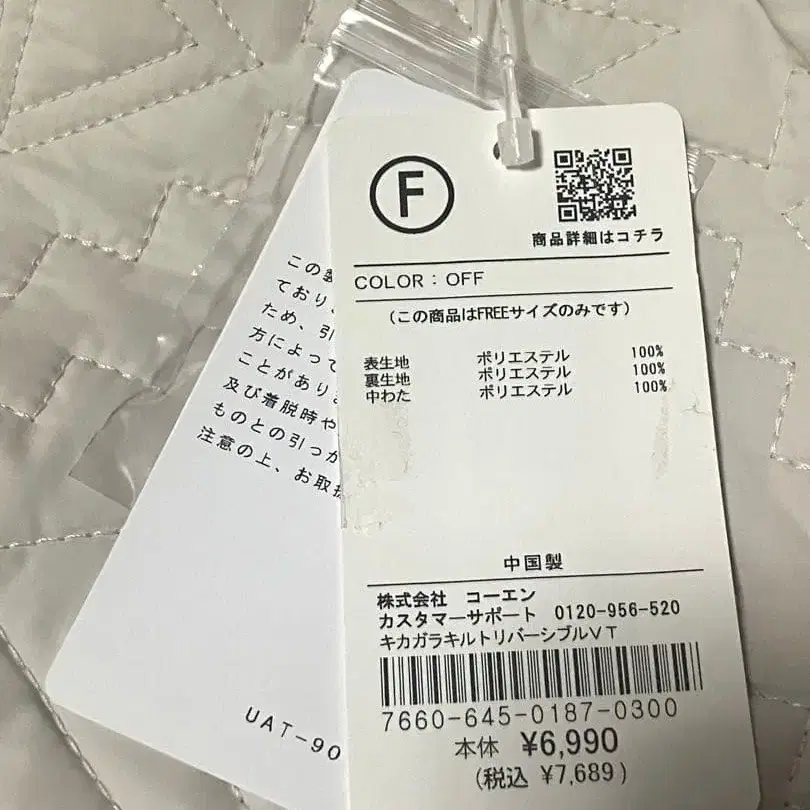 F
商品詳細はコチラ
COLOR : OFF
(この商品はFREEサイズのみです)
表生地 ポリエステル 100%
裏生地 ポリエステル 100%
中わた ポリエステル 100%
中国製
株式会社 コーエン
カスタマーサポート 0120-956-520
キカガラキルトリバーシブルVT
7660-645-0187-0300
本体 ¥6,990
(税込 ¥7,689)
この製
ており、
ため、引
方によって
ことがありま
及び着脱時や
ものとの引っか
注意の上、お取扱
UAT-90